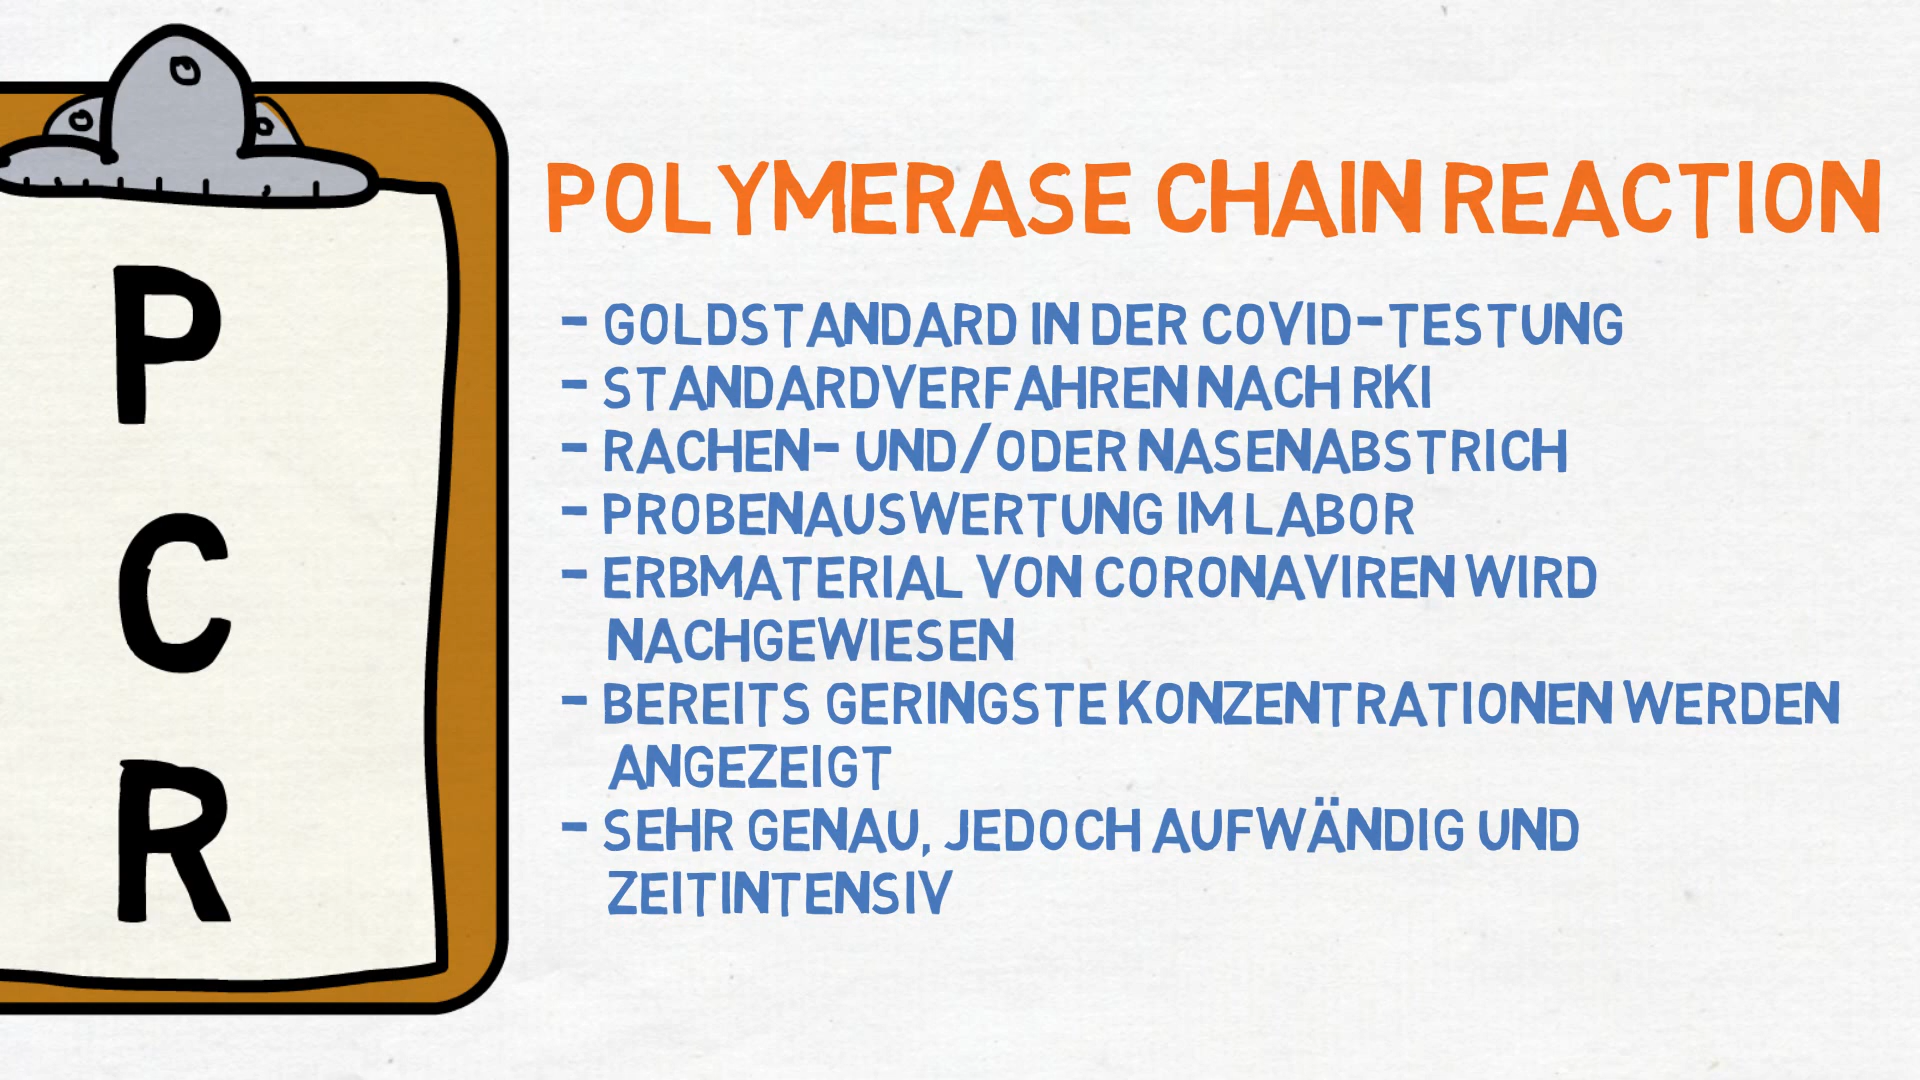 P
C
R
POLYMERASE CHAIN REACTION
- GOLDSTANDARD IN DER COVID-TESTUNG
- STANDARDVERFAHREN NACH RKI
- RACHEN- UND/ODER NASENABSTRICH
- PROBENAUSWERTUNG IM LABOR
- ERBMATERIAL VON CORONAVIREN WIRD
NACHGEWIESEN
- BEREITS GERINGSTE KONZENTRATIONEN WERDEN
ANGEZEIGT
- SEHR GENAU, JEDOCH AUFWÄNDIG UND
ZEITINTENSIV